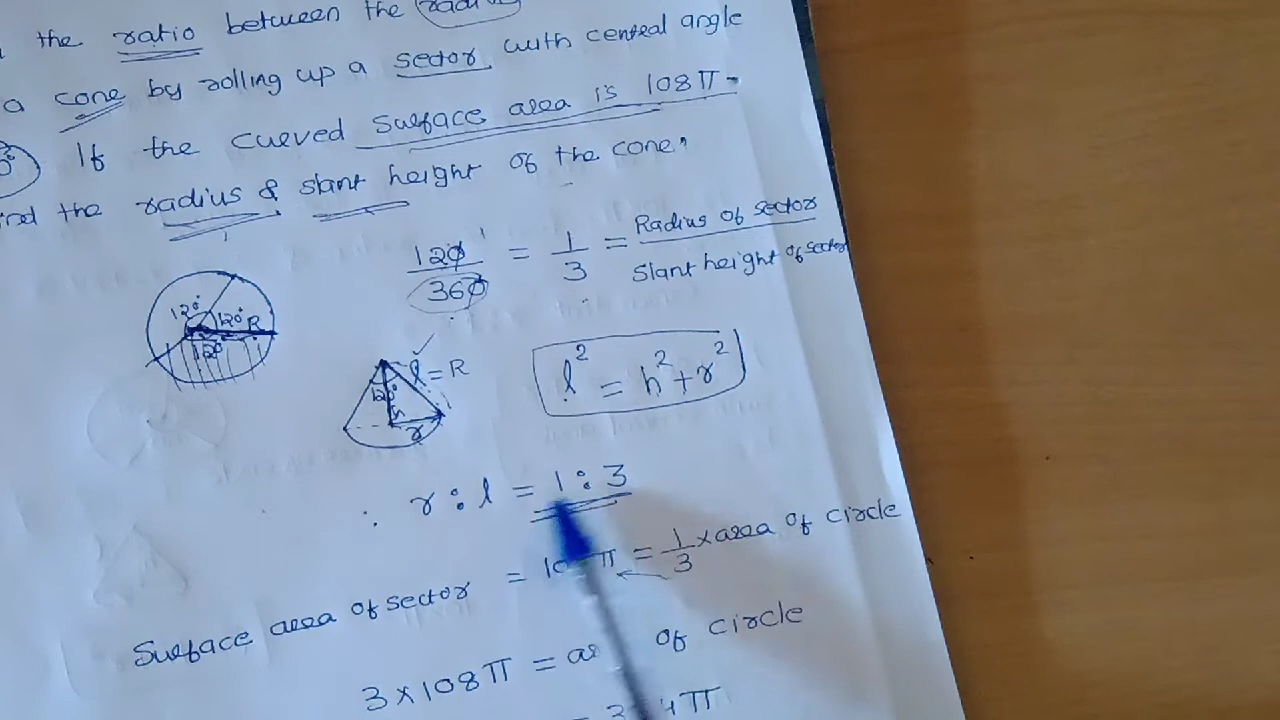 the ratio between the radius
a cone by rolling up a sector with central angle
If the curved surface area is 108π.
the radius & slant height of the cone,
120/360 = 1/3 = Radius of sector/Slant height of sector
120° 120° R
120°
l = R
120° h
r
l² = h² + r²
∴ r : l = 1 : 3
Surface area of sector = π = 1/3 × area of circle
3 × 108π = of circle
π